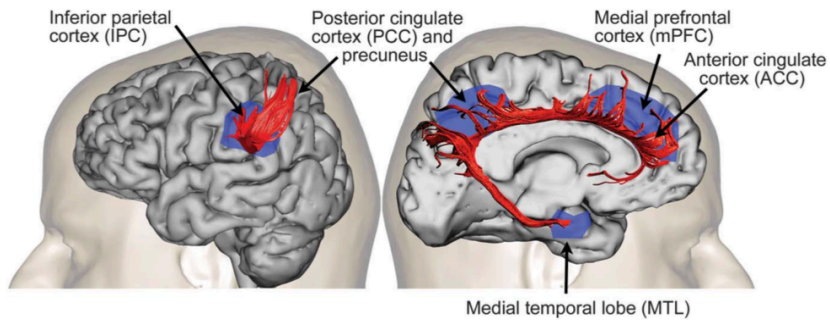 Inferior parietal
cortex (IPC)
Posterior cingulate
cortex (PCC) and
precuneus
Medial prefrontal
cortex (mPFC)
Anterior cingulate
cortex (ACC)
Medial temporal lobe (MTL)